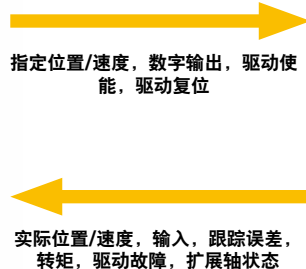 指定位置/速度，数字输出，驱动使
能，驱动复位
实际位置/速度，输入，跟踪误差，
转矩，驱动故障，扩展轴状态